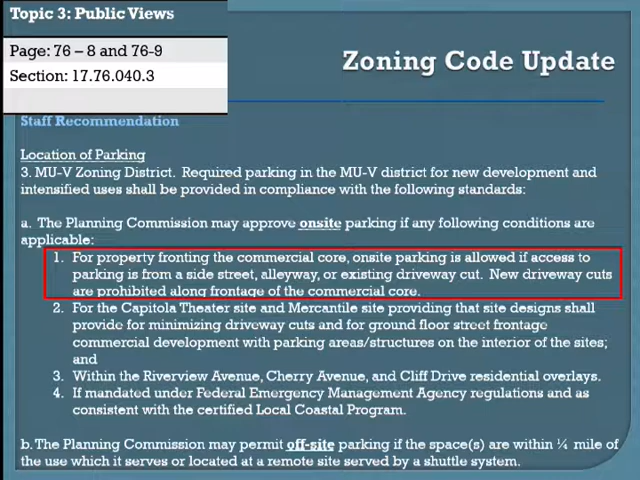 Topic 3: Public Views
Page: 76 – 8 and 76-9
Section: 17.76.040.3
Zoning Code Update
Staff Recommendation
Location of Parking
3. MU-V Zoning District. Required parking in the MU-V district for new development and
intensified uses shall be provided in compliance with the following standards:
a. The Planning Commission may approve onsite parking if any following conditions are
applicable:
1. For property fronting the commercial core, onsite parking is allowed if access to
parking is from a side street, alleyway, or existing driveway cut. New driveway cuts
are prohibited along frontage of the commercial core.
2. For the Capitola Theater site and Mercantile site providing that site designs shall
provide for minimizing driveway cuts and for ground floor street frontage
commercial development with parking areas/structures on the interior of the sites;
and
3. Within the Riverview Avenue, Cherry Avenue, and Cliff Drive residential overlays.
4. If mandated under Federal Emergency Management Agency regulations and as
consistent with the certified Local Coastal Program.
b. The Planning Commission may permit off-site parking if the space(s) are within ¼ mile of
the use which it serves or located at a remote site served by a shuttle system.